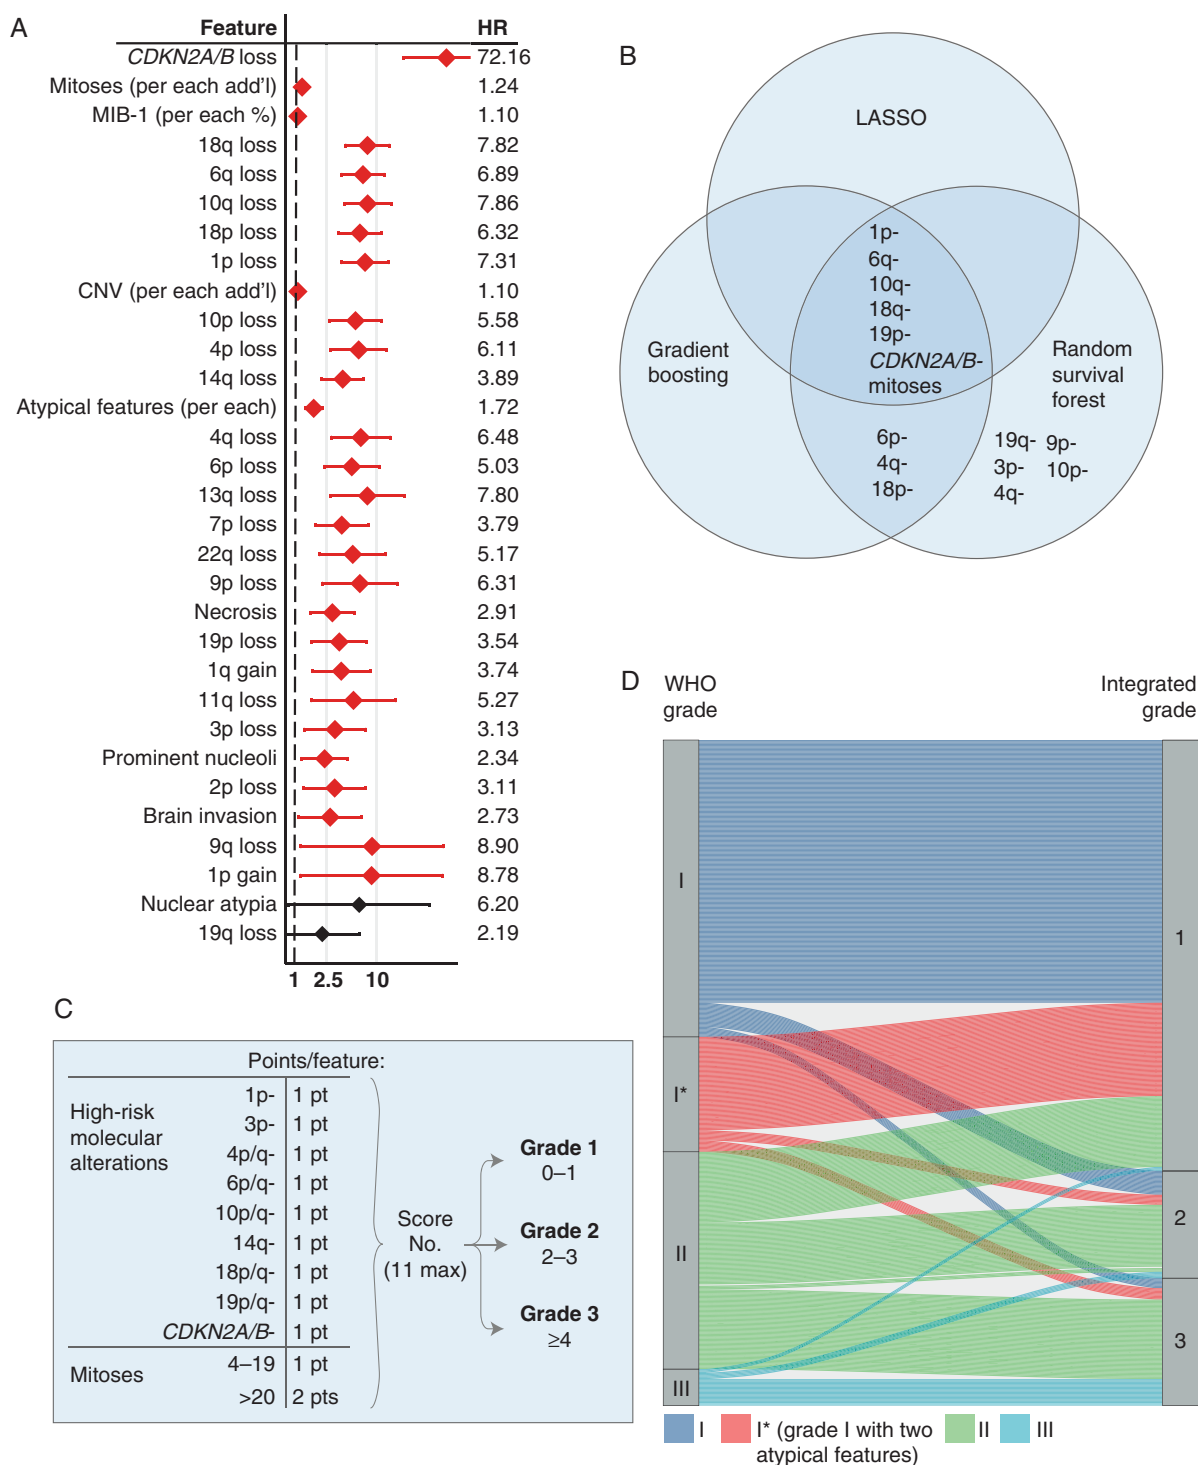 A
Feature HR
CDKN2A/B loss 72.16
Mitoses (per each add'l) 1.24
MIB-1 (per each %) 1.10
18q loss 7.82
6q loss 6.89
10q loss 7.86
18p loss 6.32
1p loss 7.31
CNV (per each add'l) 1.10
10p loss 5.58
4p loss 6.11
14q loss 3.89
Atypical features (per each) 1.72
4q loss 6.48
6p loss 5.03
13q loss 7.80
7p loss 3.79
22q loss 5.17
9p loss 6.31
Necrosis 2.91
19p loss 3.54
1q gain 3.74
11q loss 5.27
3p loss 3.13
Prominent nucleoli 2.34
2p loss 3.11
Brain invasion 2.73
9q loss 8.90
1p gain 8.78
Nuclear atypia 6.20
19q loss 2.19
1 2.5 10
B
LASSO
Gradient
boosting
Random
survival
forest
1p-
6q-
10q-
18q-
19p-
CDKN2A/B-
mitoses
6p-
4q-
18p-
19q- 9p-
3p- 10p-
4q-
C
Points/feature:
High-risk
molecular
alterations
1p- 1 pt
3p- 1 pt
4p/q- 1 pt
6p/q- 1 pt
10p/q- 1 pt
14q- 1 pt
18p/q- 1 pt
19p/q- 1 pt
CDKN2A/B- 1 pt
Mitoses
4–19 1 pt
>20 2 pts
Score
No.
(11 max)
Grade 1
0–1
Grade 2
2–3
Grade 3
≥4
D
WHO
grade
Integrated
grade
I
I*
II
III
1
2
3
I
I* (grade I with two
atypical features)
II
III